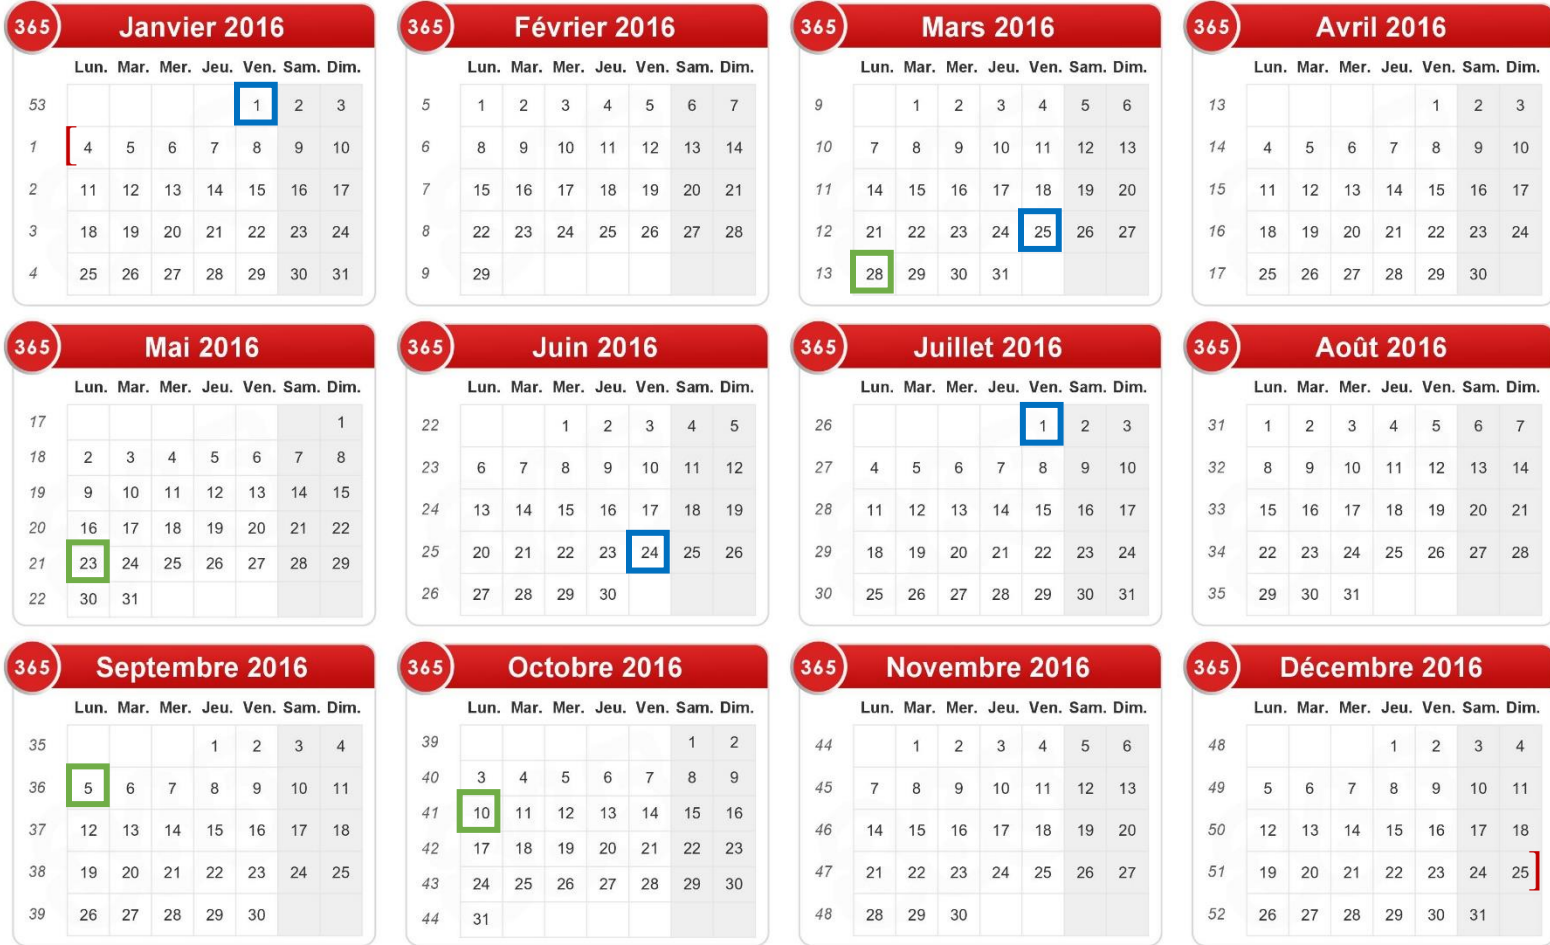 365 Janvier 2016
Lun. Mar. Mer. Jeu. Ven. Sam. Dim.
53 1 2 3
1 4 5 6 7 8 9 10
2 11 12 13 14 15 16 17
3 18 19 20 21 22 23 24
4 25 26 27 28 29 30 31
365 Février 2016
Lun. Mar. Mer. Jeu. Ven. Sam. Dim.
5 1 2 3 4 5 6 7
6 8 9 10 11 12 13 14
7 15 16 17 18 19 20 21
8 22 23 24 25 26 27 28
9 29
365 Mars 2016
Lun. Mar. Mer. Jeu. Ven. Sam. Dim.
9 1 2 3 4 5 6
10 7 8 9 10 11 12 13
11 14 15 16 17 18 19 20
12 21 22 23 24 25 26 27
13 28 29 30 31
365 Avril 2016
Lun. Mar. Mer. Jeu. Ven. Sam. Dim.
13 1 2 3
14 4 5 6 7 8 9 10
15 11 12 13 14 15 16 17
16 18 19 20 21 22 23 24
17 25 26 27 28 29 30
365 Mai 2016
Lun. Mar. Mer. Jeu. Ven. Sam. Dim.
17 1
18 2 3 4 5 6 7 8
19 9 10 11 12 13 14 15
20 16 17 18 19 20 21 22
21 23 24 25 26 27 28 29
22 30 31
365 Juin 2016
Lun. Mar. Mer. Jeu. Ven. Sam. Dim.
22 1 2 3 4 5
23 6 7 8 9 10 11 12
24 13 14 15 16 17 18 19
25 20 21 22 23 24 25 26
26 27 28 29 30
365 Juillet 2016
Lun. Mar. Mer. Jeu. Ven. Sam. Dim.
26 1 2 3
27 4 5 6 7 8 9 10
28 11 12 13 14 15 16 17
29 18 19 20 21 22 23 24
30 25 26 27 28 29 30 31
365 Août 2016
Lun. Mar. Mer. Jeu. Ven. Sam. Dim.
31 1 2 3 4 5 6 7
32 8 9 10 11 12 13 14
33 15 16 17 18 19 20 21
34 22 23 24 25 26 27 28
35 29 30 31
365 Septembre 2016
Lun. Mar. Mer. Jeu. Ven. Sam. Dim.
35 1 2 3 4
36 5 6 7 8 9 10 11
37 12 13 14 15 16 17 18
38 19 20 21 22 23 24 25
39 26 27 28 29 30
365 Octobre 2016
Lun. Mar. Mer. Jeu. Ven. Sam. Dim.
39 1 2
40 3 4 5 6 7 8 9
41 10 11 12 13 14 15 16
42 17 18 19 20 21 22 23
43 24 25 26 27 28 29 30
44 31
365 Novembre 2016
Lun. Mar. Mer. Jeu. Ven. Sam. Dim.
44 1 2 3 4 5 6
45 7 8 9 10 11 12 13
46 14 15 16 17 18 19 20
47 21 22 23 24 25 26 27
48 28 29 30
365 Décembre 2016
Lun. Mar. Mer. Jeu. Ven. Sam. Dim.
48 1 2 3 4
49 5 6 7 8 9 10 11
50 12 13 14 15 16 17 18
51 19 20 21 22 23 24 25
52 26 27 28 29 30 31